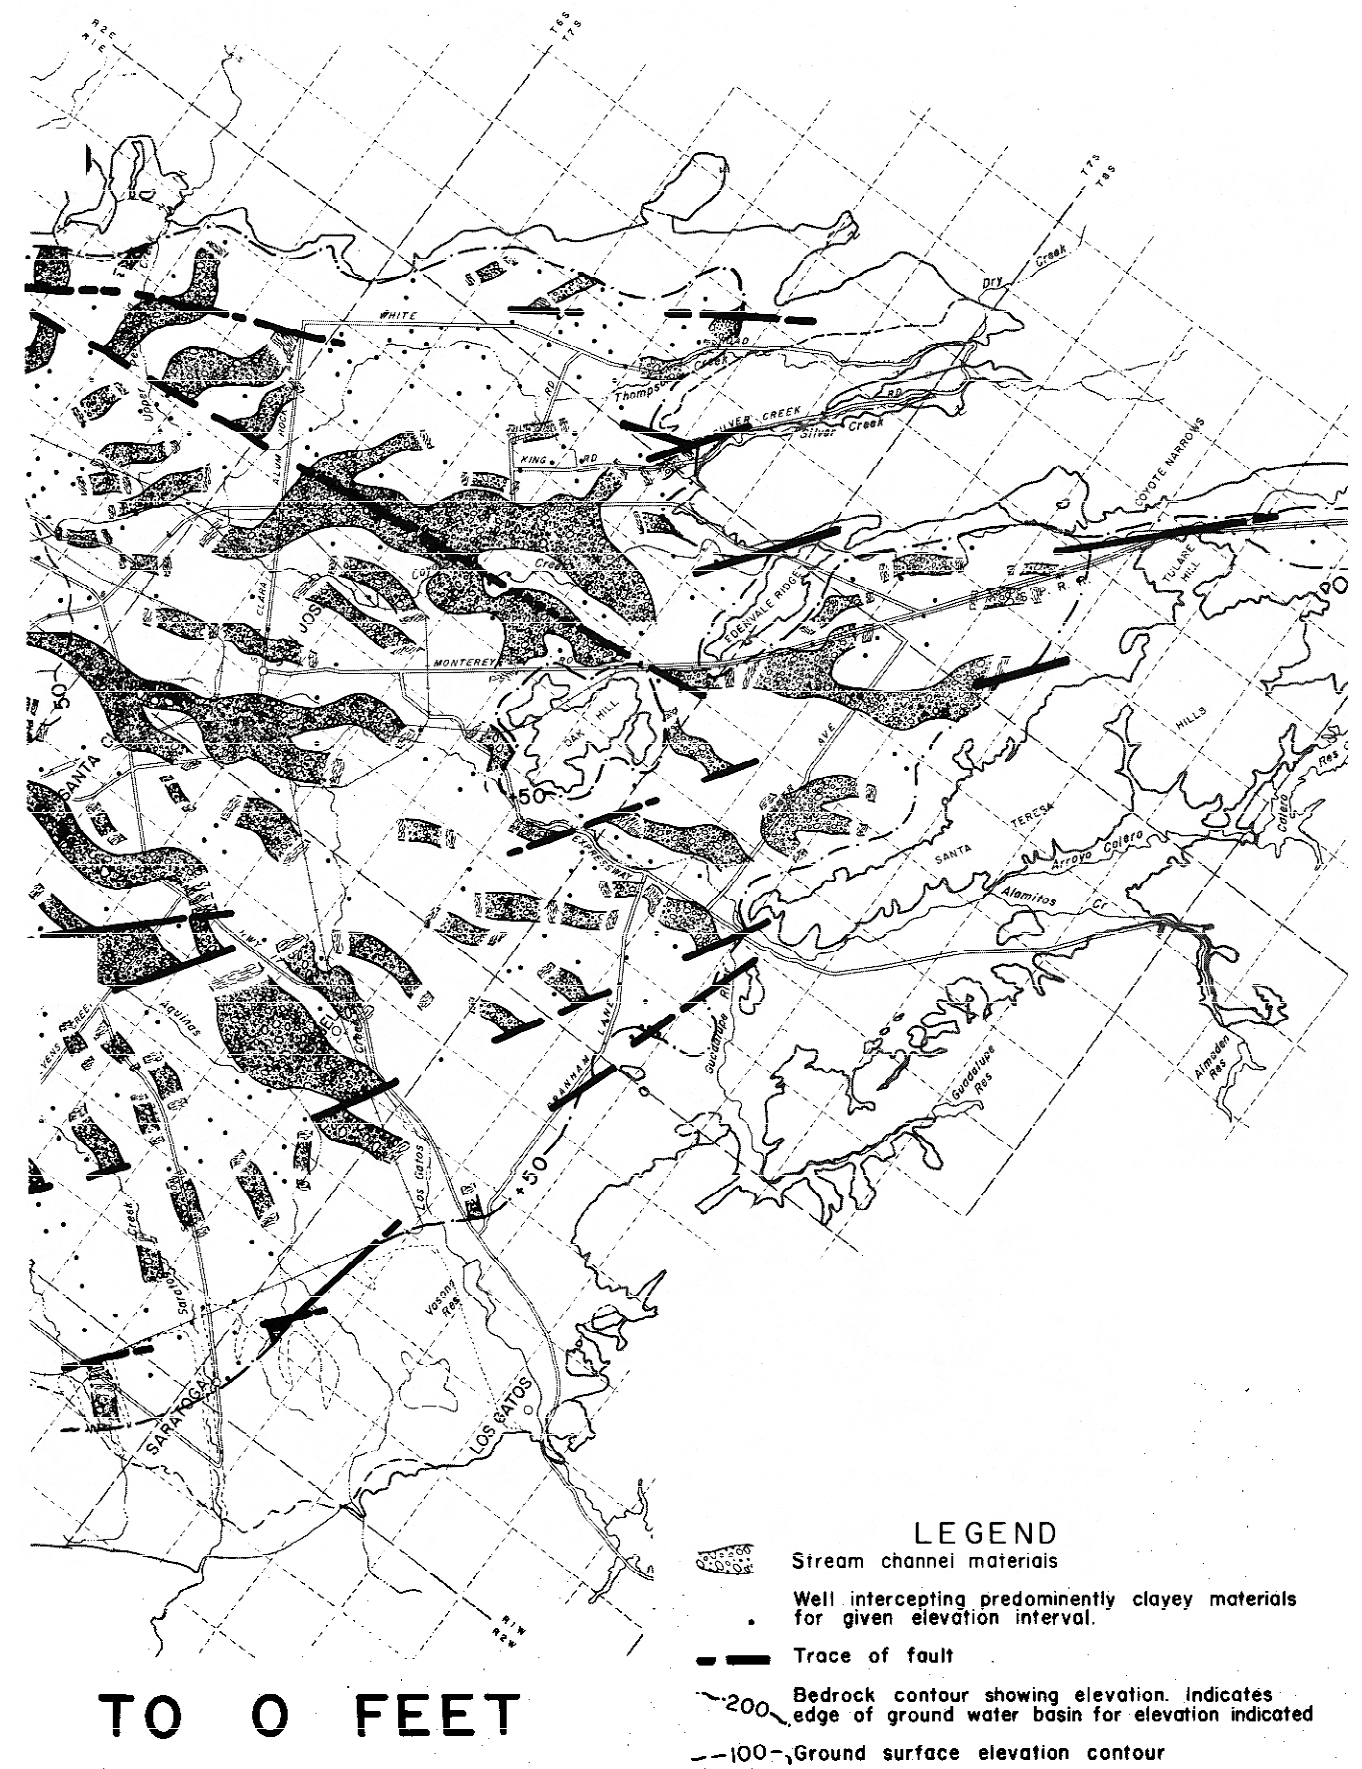 R2E
R1E
T6S
T7S
T7S
T8S
Dry
Creek
WHITE
ROAD
Thompson Creek
Upper
RD
SILVER CREEK
RD
Silver Creek
KING RD
ALUM ROCK
COYOTE NARROWS
Creek
TULARE
HILL
R R
EDENVALE RIDGE
CLARA
JOSE
MONTEREY
ROAD
50
OAK HILL
AVE
HILLS
Res
SANTA
50
TERESA
Calero
EXPRESSWAY
SANTA
Arroyo Calero
Alamitos Cr
Aquinas
Creek
LANE
Guadalupe
Guadalupe
Res
Almaden
Res
BRANHAM
+50
Los Gatos
Creek
Saratoga
Vasona
Res
SARATOGA
LOS GATOS
R1W
R2W
LEGEND
Stream channel materials
Well intercepting predominently clayey materials
for given elevation interval.
Trace of fault
Bedrock contour showing elevation. Indicates
200
edge of ground water basin for elevation indicated
100
Ground surface elevation contour
TO 0 FEET